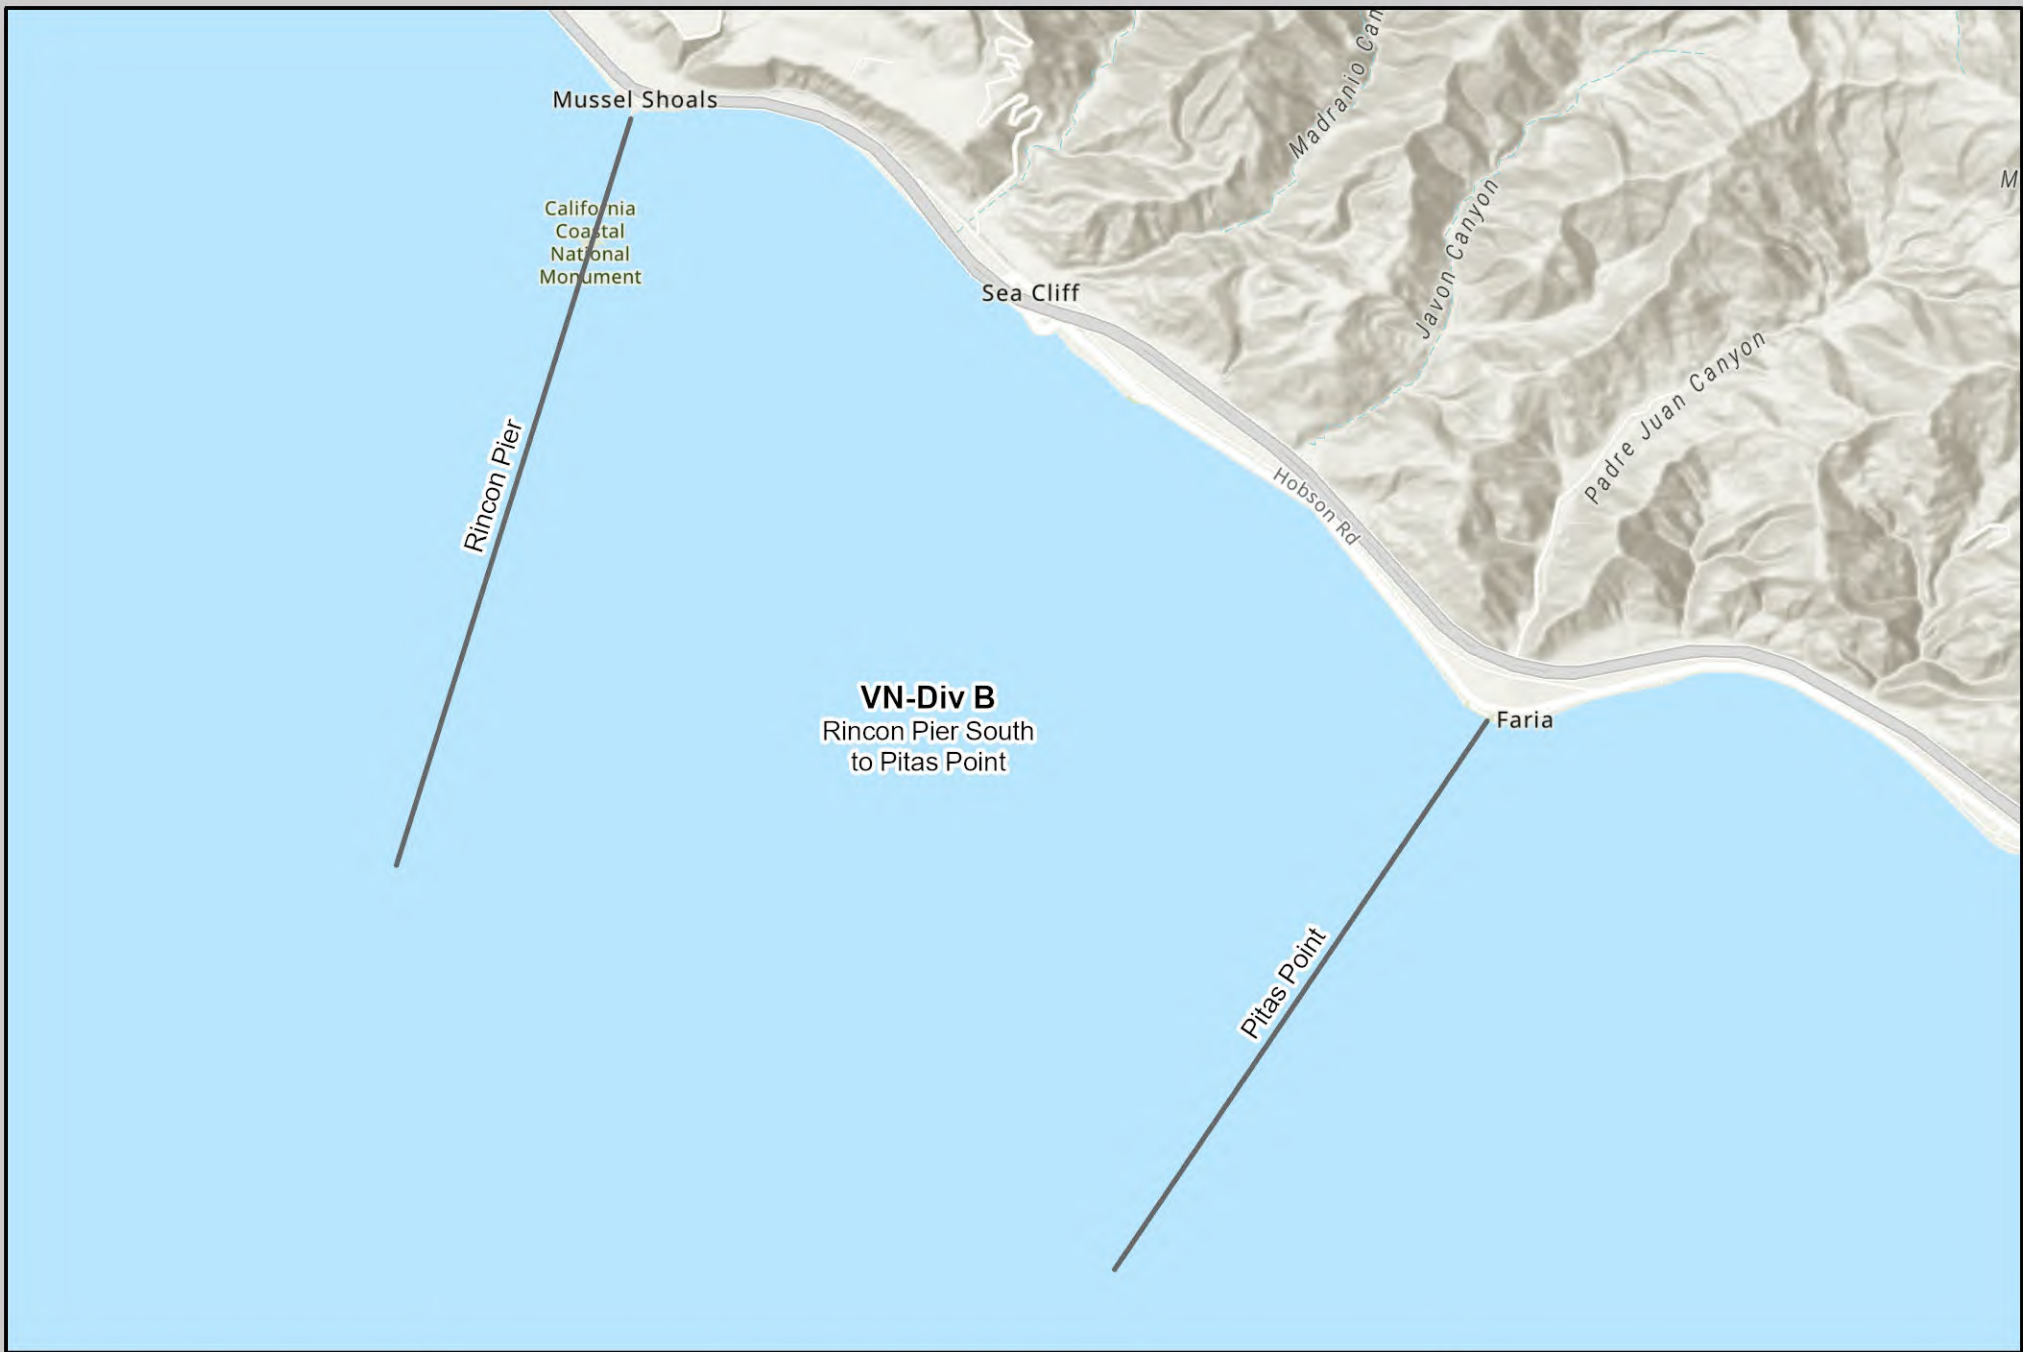 Madranio Can
Mussel Shoals
Javon Canyon
M
California
Coastal
National
Monument
Sea Cliff
Padre Juan Canyon
Rincon Pier
Hobson Rd
VN-Div B
Rincon Pier South
to Pitas Point
Faria
Pitas Point